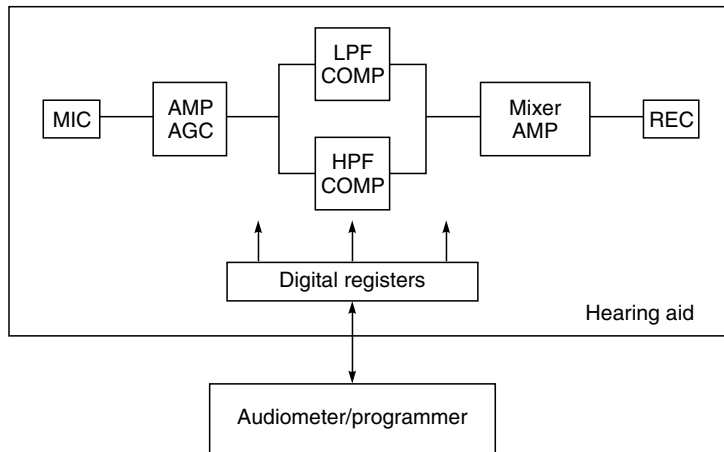 MIC
AMP
AGC
LPF
COMP
HPF
COMP
Mixer
AMP
REC
Digital registers
Hearing aid
Audiometer/programmer